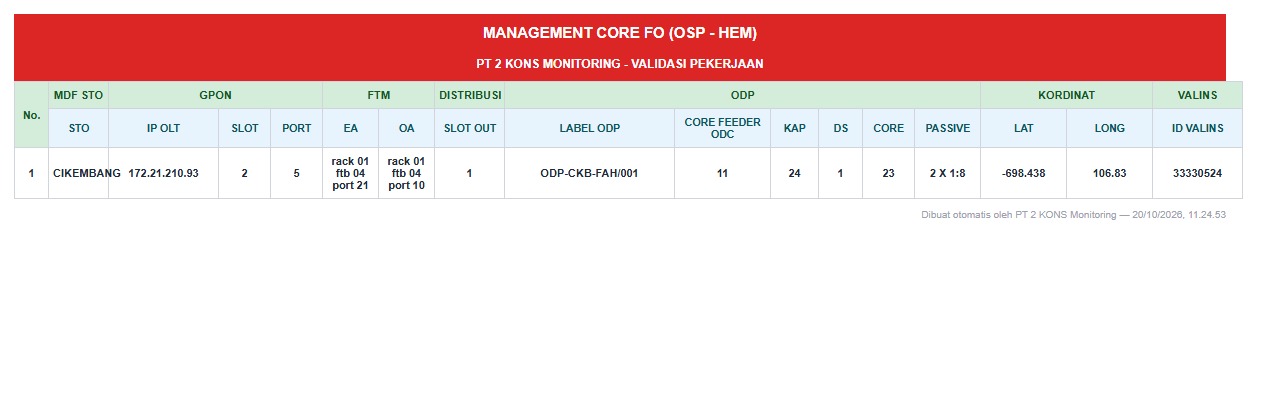 MANAGEMENT CORE FO (OSP - HEM)
PT 2 KONS MONITORING - VALIDASI PEKERJAAN
No. MDF STO GPON FTM DISTRIBUSI ODP KORDINAT VALINS
STO IP OLT SLOT PORT EA OA SLOT OUT LABEL ODP CORE FEEDER ODC KAP DS CORE PASSIVE LAT LONG ID VALINS
1 CIKEMBANG 172.21.210.93 2 5 rack 01 ftb 04 port 21 rack 01 ftb 04 port 10 1 ODP-CKB-FAH/001 11 24 1 23 2 X 1:8 -698.438 106.83 33330524
Dibuat otomatis oleh PT 2 KONS Monitoring — 20/10/2026, 11.24.53